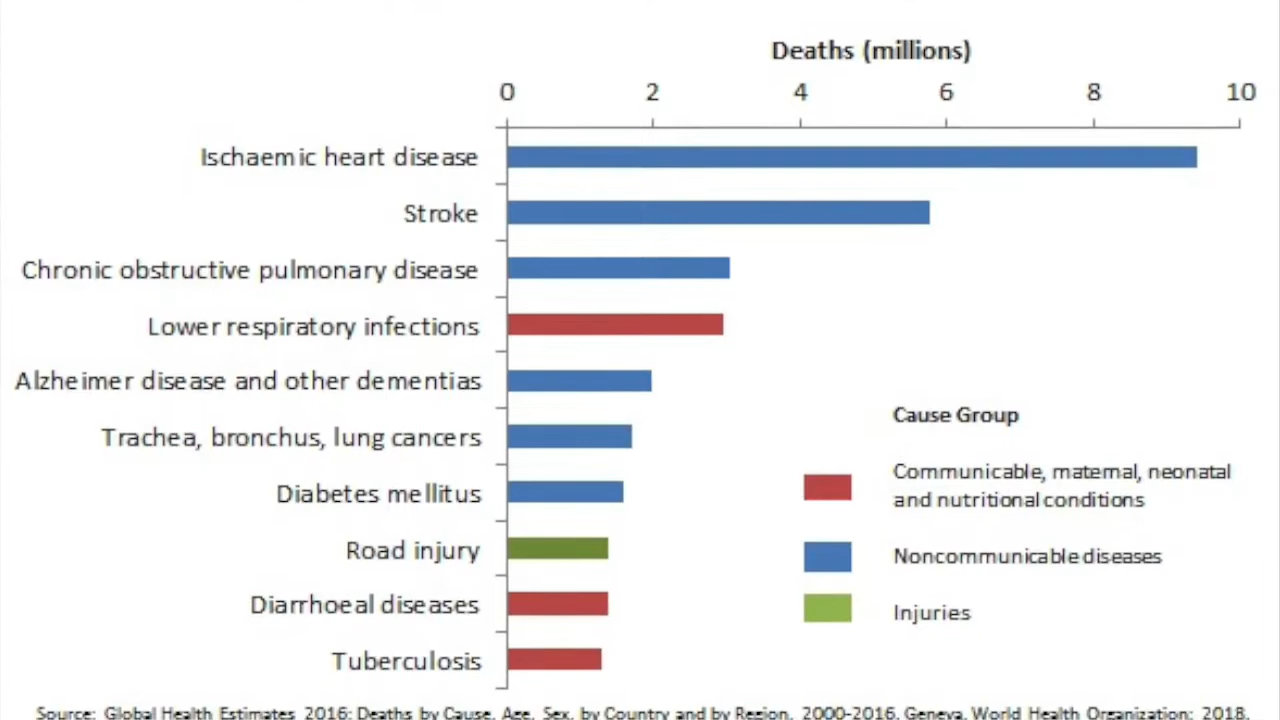 Deaths (millions)
0 2 4 6 8 10
Ischaemic heart disease
Stroke
Chronic obstructive pulmonary disease
Lower respiratory infections
Alzheimer disease and other dementias
Trachea, bronchus, lung cancers
Diabetes mellitus
Road injury
Diarrhoeal diseases
Tuberculosis
Cause Group
Communicable, maternal, neonatal
and nutritional conditions
Noncommunicable diseases
Injuries
Source: Global Health Estimates 2016: Deaths by Cause, Age, Sex, by Country and by Region, 2000-2016. Geneva, World Health Organization; 2018.